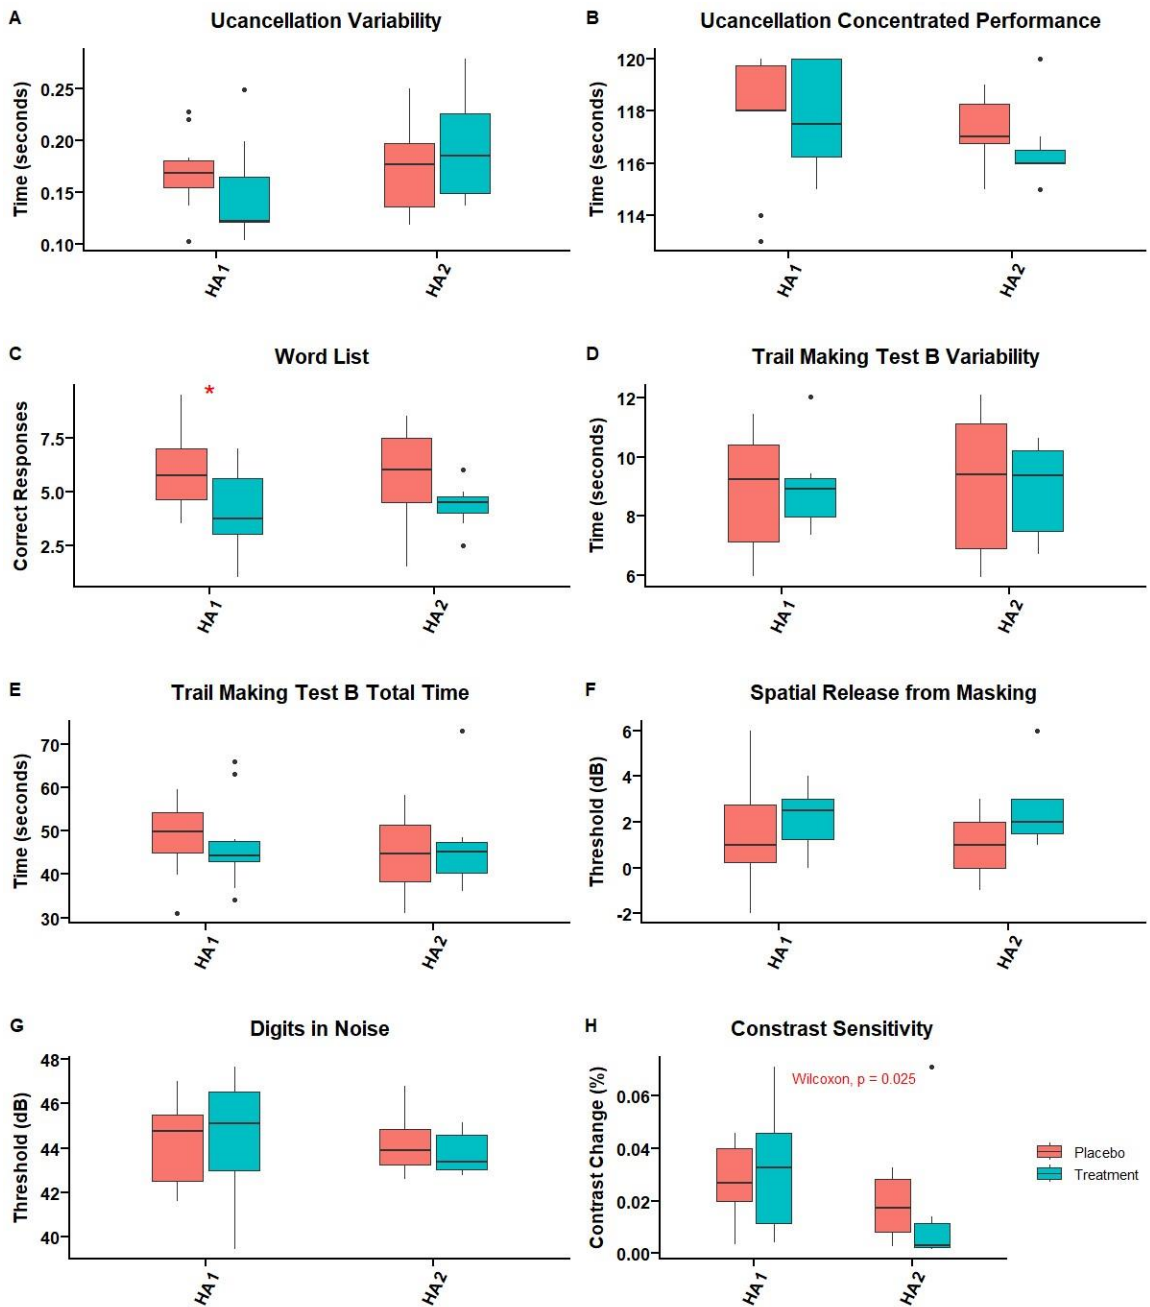 A
Ucancellation Variability
Time (seconds)
0.25
0.20
0.15
0.10
HA1
HA2
B
Ucancellation Concentrated Performance
Time (seconds)
120
118
116
114
HA1
HA2
C
Word List
*
Correct Responses
7.5
5.0
2.5
HA1
HA2
D
Trail Making Test B Variability
Time (seconds)
12
10
8
6
HA1
HA2
E
Trail Making Test B Total Time
Time (seconds)
70
60
50
40
30
HA1
HA2
F
Spatial Release from Masking
Threshold (dB)
6
4
2
0
-2
HA1
HA2
G
Digits in Noise
Threshold (dB)
48
46
44
42
40
HA1
HA2
H
Constrast Sensitivity
Wilcoxon, p = 0.025
Contrast Change (%)
0.06
0.04
0.02
0.00
HA1
HA2
Placebo
Treatment